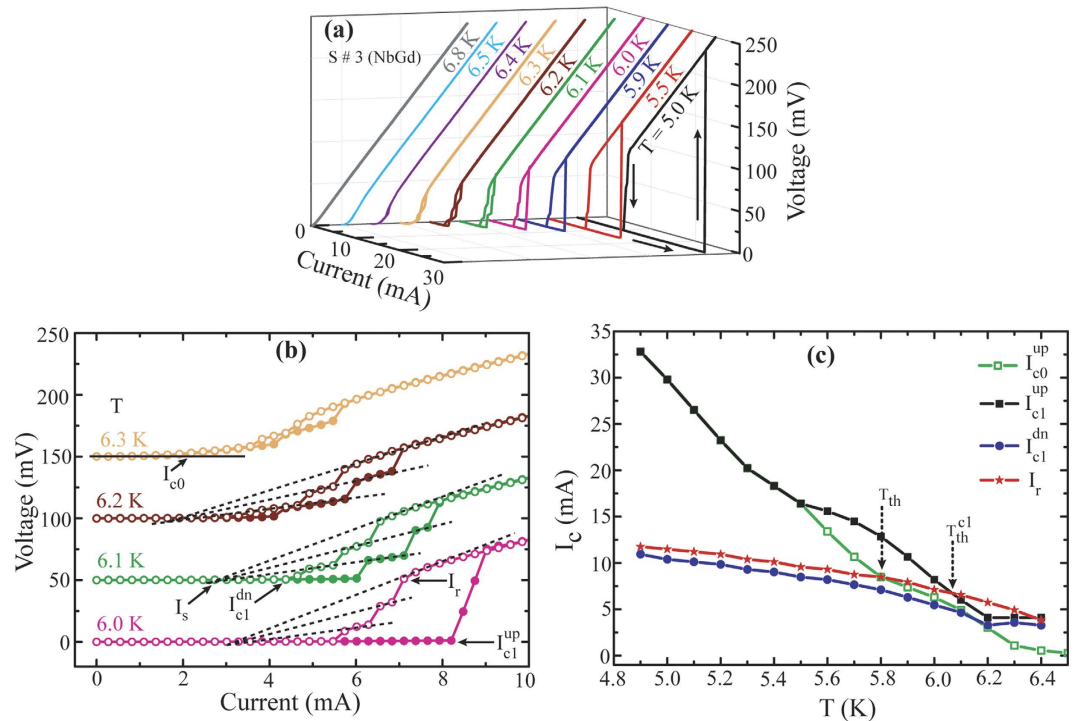 (a)
S # 3 (NbGd)
6.8 K
6.5 K
6.4 K
6.3 K
6.2 K
6.1 K
6.0 K
5.9 K
5.5 K
T = 5.0 K
250
200
150
100
50
0
Voltage (mV)
0
10
20
30
Current (mA)
(b)
250
200
150
100
50
0
Voltage (mV)
T
6.3 K
I_c0
6.2 K
6.1 K
I_s
I_c1^dn
6.0 K
I_r
I_c1^up
0
2
4
6
8
10
Current (mA)
(c)
35
30
25
20
15
10
5
0
I_c (mA)
I_c0^up
I_c1^up
I_c1^dn
I_r
T_th
T_th^c1
4.8
5.0
5.2
5.4
5.6
5.8
6.0
6.2
6.4
T (K)